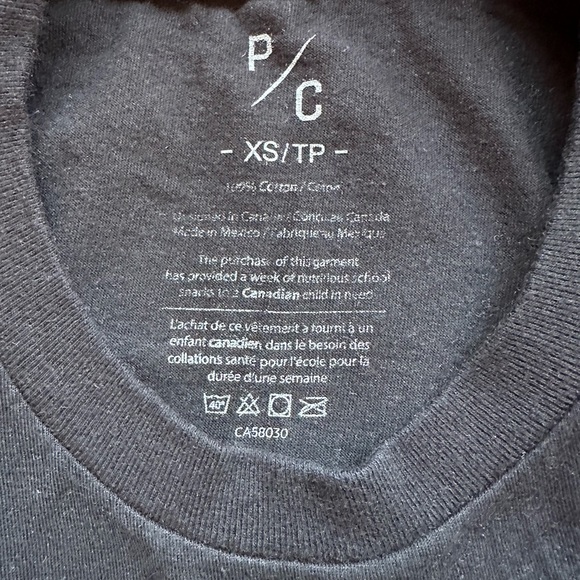 P/C
- XS/TP -
100% Cotton / Coton
Designed in Canada / Conçu au Canada
Made in Mexico / Fabriqué au Mexique
The purchase of this garment
has provided a week of nutritious school
snacks to a Canadian child in need
L'achat de ce vêtement a fourni à un
enfant canadien dans le besoin des
collations santé pour l'école pour la
durée d'une semaine
40°
CA58030